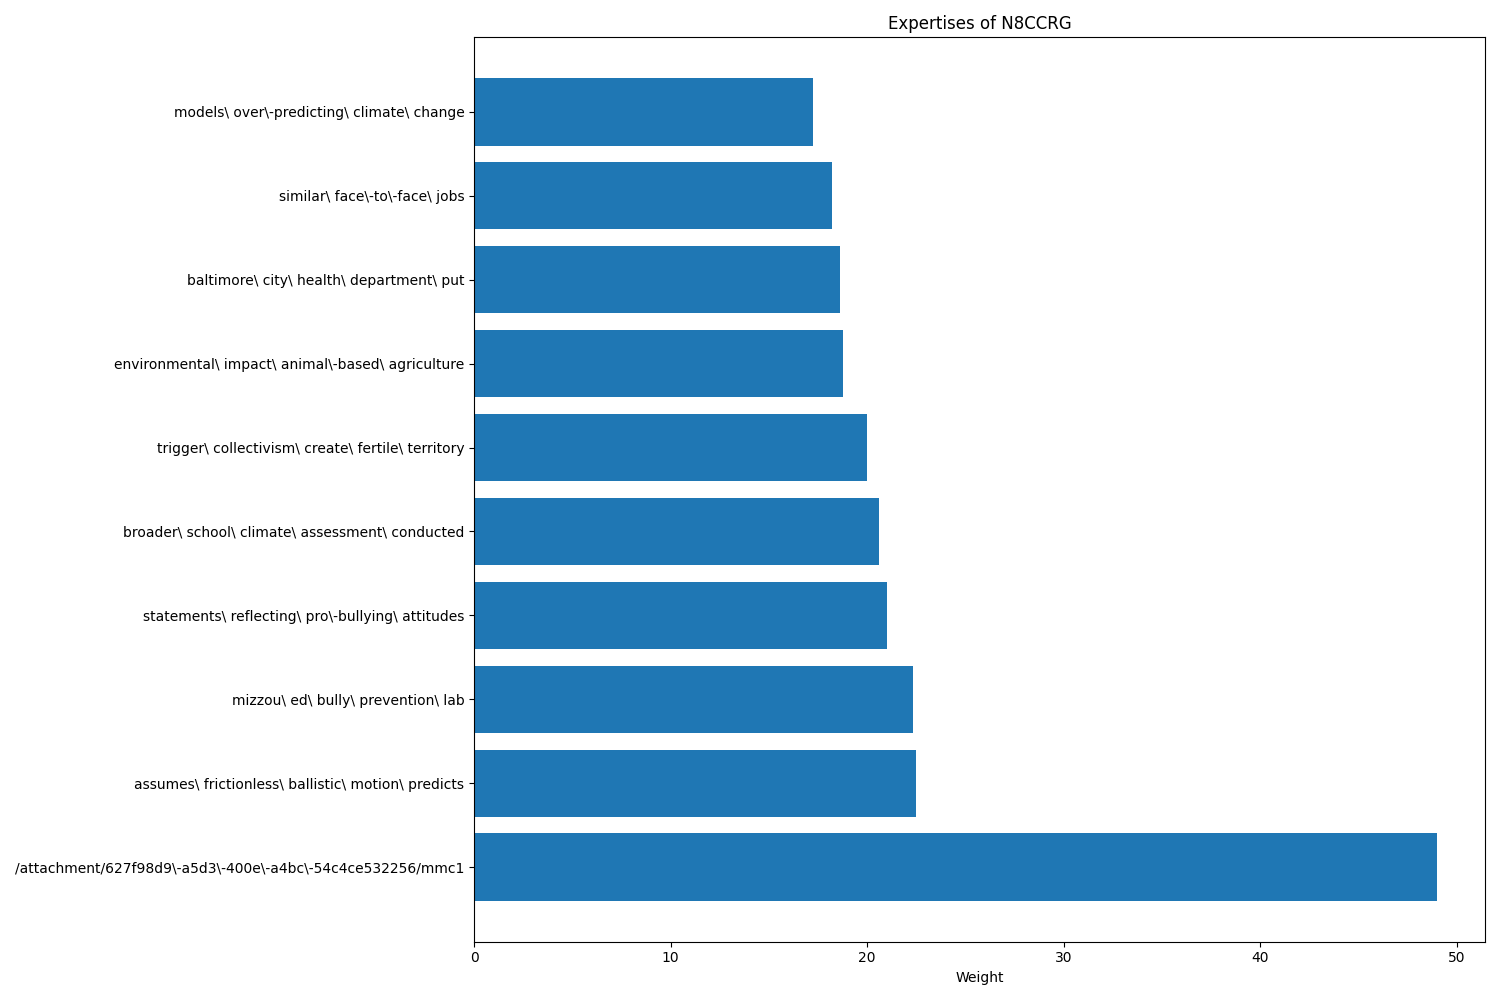 Expertises of N8CCRG
models\ over\-predicting\ climate\ change
similar\ face\-to\-face\ jobs
baltimore\ city\ health\ department\ put
environmental\ impact\ animal\-based\ agriculture
trigger\ collectivism\ create\ fertile\ territory
broader\ school\ climate\ assessment\ conducted
statements\ reflecting\ pro\-bullying\ attitudes
mizzou\ ed\ bully\ prevention\ lab
assumes\ frictionless\ ballistic\ motion\ predicts
/attachment/627f98d9\-a5d3\-400e\-a4bc\-54c4ce532256/mmc1
0 10 20 30 40 50
Weight